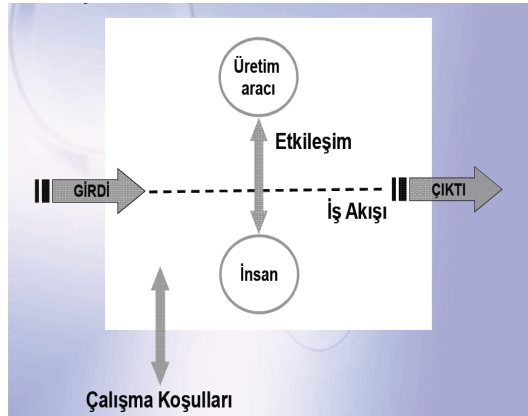 Üretim
aracı
Etkileşim
GİRDİ
ÇIKTI
İş Akışı
İnsan
Çalışma Koşulları